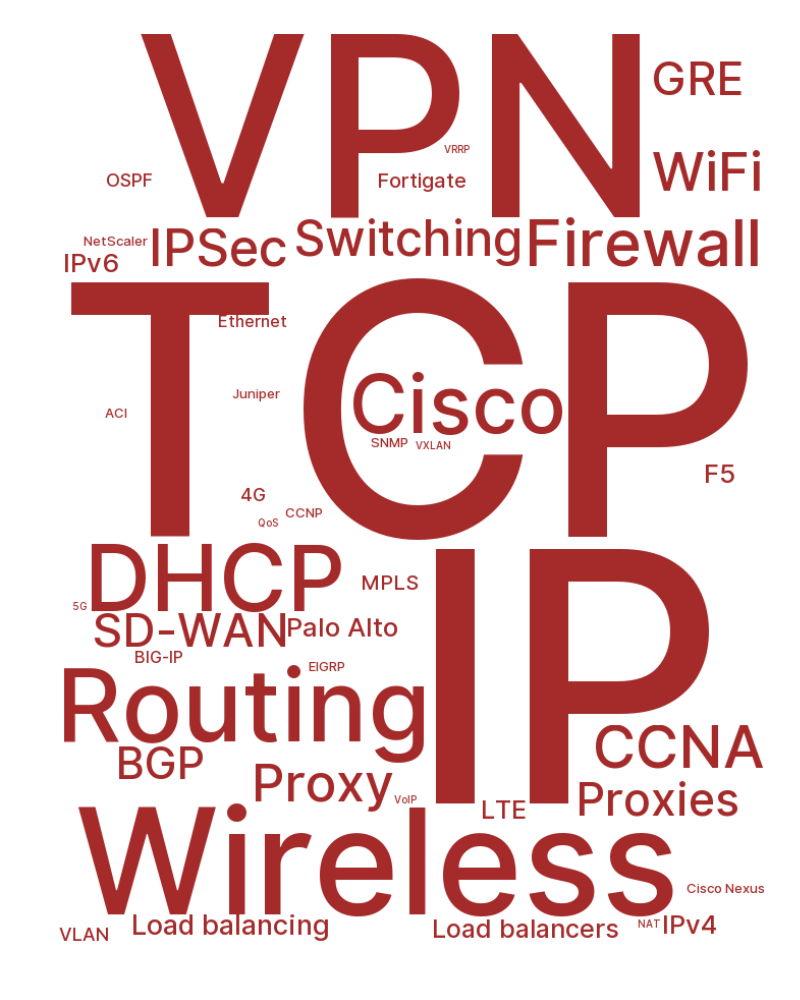 VPN
GRE
VRRP
WiFi
OSPF
Fortigate
NetScaler
IPSec
Switching
Firewall
IPv6
TCP
Ethernet
Juniper
Cisco
ACI
SNMP
VXLAN
F5
4G
CCNP
QoS
DHCP
MPLS
IP
5G
SD-WAN
Palo Alto
BIG-IP
EIGRP
Routing
CCNA
BGP
Proxy
VoIP
Proxies
LTE
Wireless
Cisco Nexus
VLAN
Load balancing
Load balancers
NAT
IPv4